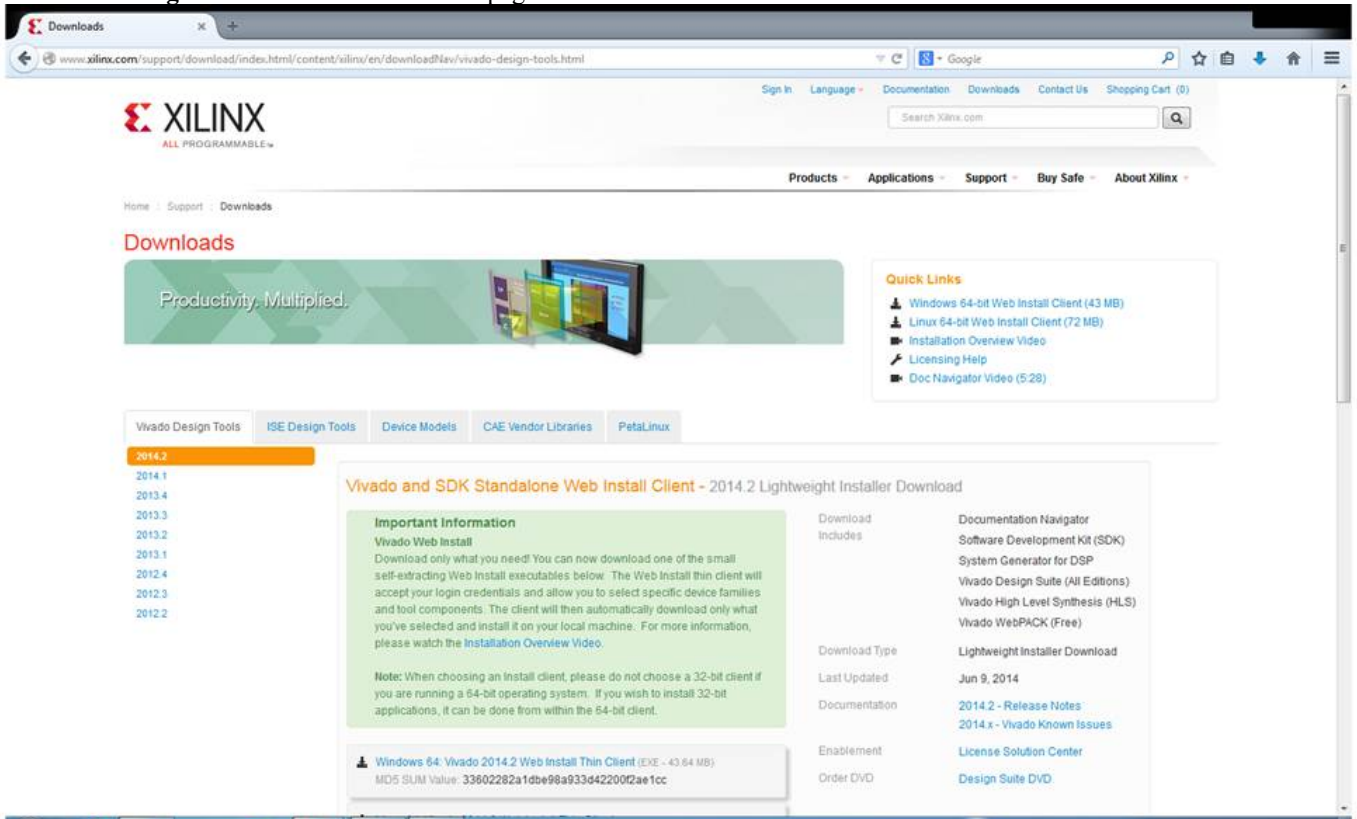 Downloads
www.xilinx.com/support/download/index.html/content/xilinx/en/downloadNav/vivado-design-tools.html
Google
Sign In Language Documentation Downloads Contact Us Shopping Cart (0)
XILINX
ALL PROGRAMMABLE™
Search Xilinx.com
Products Applications Support Buy Safe About Xilinx
Home : Support : Downloads
Downloads
Productivity. Multiplied.
Quick Links
Windows 64-bit Web Install Client (43 MB)
Linux 64-bit Web Install Client (72 MB)
Installation Overview Video
Licensing Help
Doc Navigator Video (5:28)
Vivado Design Tools ISE Design Tools Device Models CAE Vendor Libraries PetaLinux
2014.2
2014.1
2013.4
2013.3
2013.2
2013.1
2012.4
2012.3
2012.2
Vivado and SDK Standalone Web Install Client - 2014.2 Lightweight Installer Download
Important Information
Vivado Web Install
Download only what you need! You can now download one of the small
self-extracting Web Install executables below. The Web Install thin client will
accept your login credentials and allow you to select specific device families
and tool components. The client will then automatically download only what
you've selected and install it on your local machine. For more information,
please watch the Installation Overview Video.
Note: When choosing an Install client, please do not choose a 32-bit client if
you are running a 64-bit operating system. If you wish to install 32-bit
applications, it can be done from within the 64-bit client.
Windows 64: Vivado 2014.2 Web Install Thin Client (EXE - 43.64 MB)
MD5 SUM Value: 33602282a1dbe98a933d42200f2ae1cc
Download Includes
Documentation Navigator
Software Development Kit (SDK)
System Generator for DSP
Vivado Design Suite (All Editions)
Vivado High Level Synthesis (HLS)
Vivado WebPACK (Free)
Download Type Lightweight Installer Download
Last Updated Jun 9, 2014
Documentation 2014.2 - Release Notes
2014.x - Vivado Known Issues
Enablement License Solution Center
Order DVD Design Suite DVD